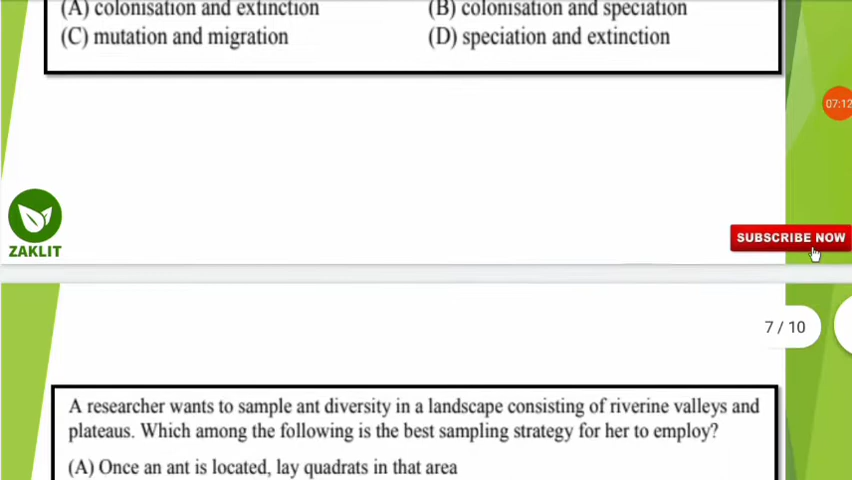 (A) colonisation and extinction
(B) colonisation and speciation
(C) mutation and migration
(D) speciation and extinction
07:12
ZAKLIT
SUBSCRIBE NOW
7 / 10
A researcher wants to sample ant diversity in a landscape consisting of riverine valleys and
plateaus. Which among the following is the best sampling strategy for her to employ?
(A) Once an ant is located, lay quadrats in that area